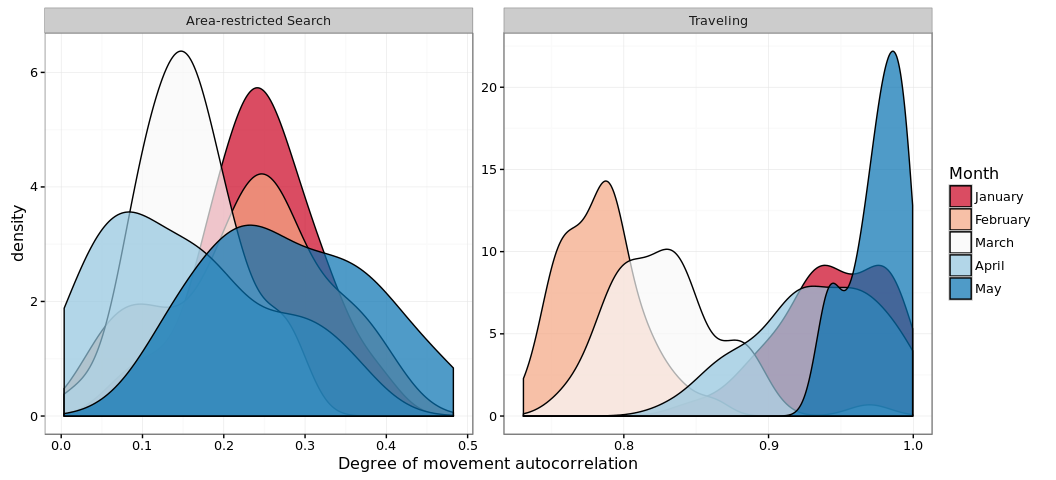 Area-restricted Search
Traveling
density
6
4
2
0
20
15
10
5
0
0.0 0.1 0.2 0.3 0.4 0.5
0.8 0.9 1.0
Degree of movement autocorrelation
Month
January
February
March
April
May